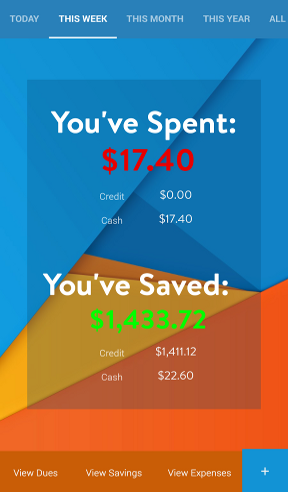 TODAY THIS WEEK THIS MONTH THIS YEAR ALL
You've Spent:
$17.40
Credit $0.00
Cash $17.40
You've Saved:
$1,433.72
Credit $1,411.12
Cash $22.60
View Dues View Savings View Expenses +